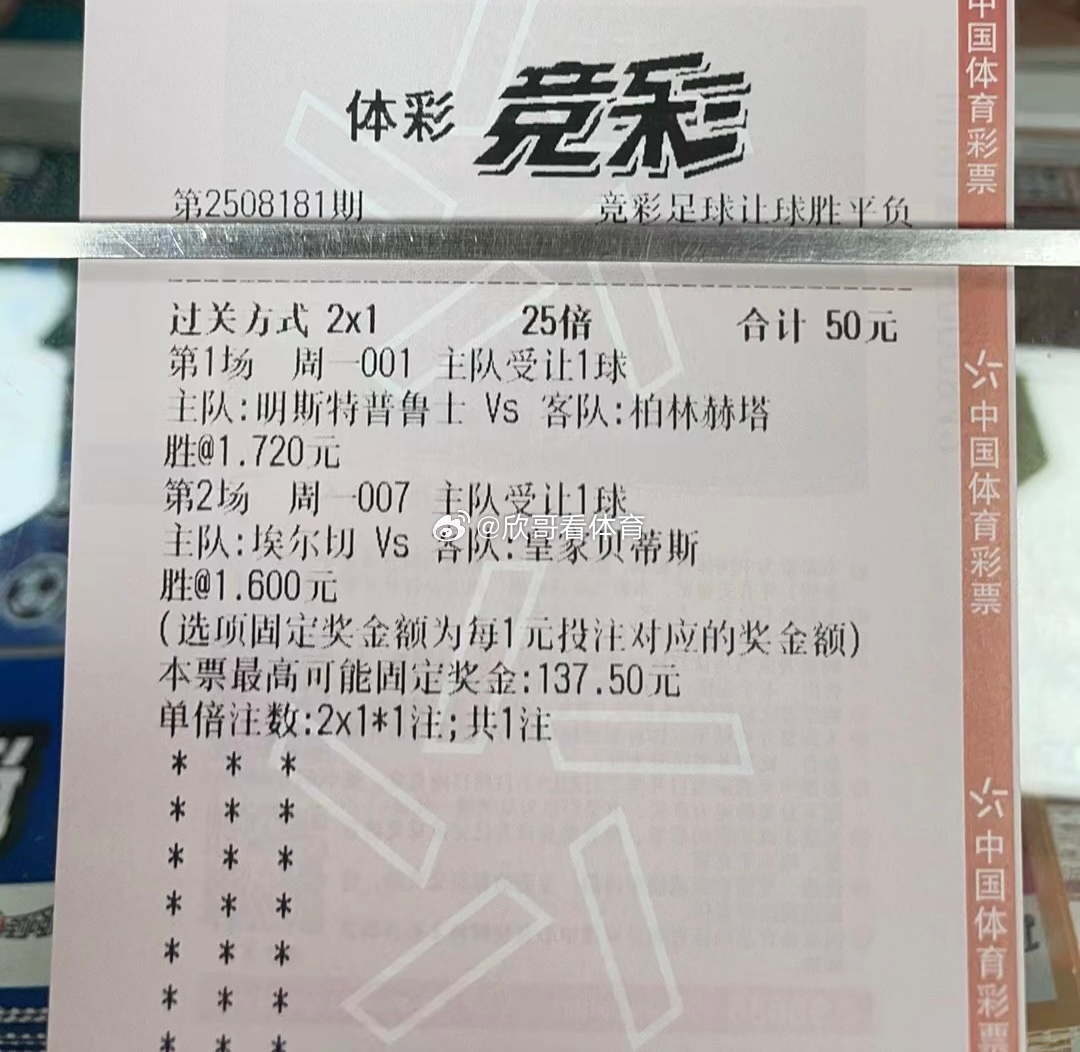 体彩 竞彩
第2508181期 竞彩足球让球胜平负
过关方式 2x1 25倍 合计 50元
第1场 周一001 主队受让1球
主队:明斯特普鲁士 Vs 客队:柏林赫塔
胜@1.720元
第2场 周一007 主队受让1球
@欣哥看体育
主队:埃尔切 Vs 客队:皇家贝蒂斯
胜@1.600元
(选项固定奖金额为每1元投注对应的奖金额)
本票最高可能固定奖金:137.50元
单倍注数:2x1*1注;共1注
* * *
* * *
* * *
* * *
* * *
* * *
* * *
中国体育彩票
中国体育彩票
中国体育彩票